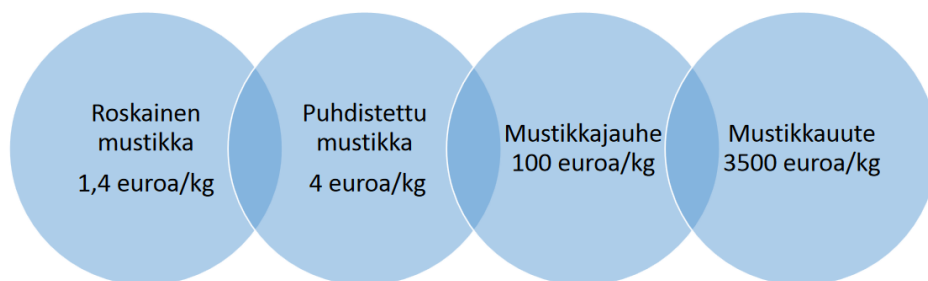 Roskainen
mustikka
1,4 euroa/kg
Puhdistettu
mustikka
4 euroa/kg
Mustikkajauhe
100 euroa/kg
Mustikkauute
3500 euroa/kg